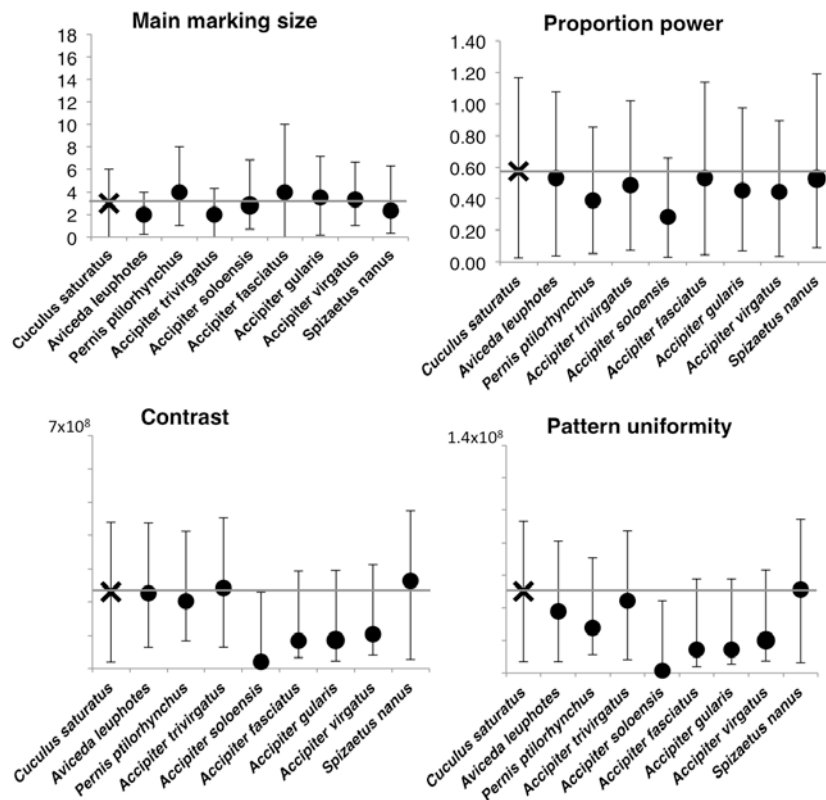 Main marking size
18
16
14
12
10
8
6
4
2
0
Cuculus saturatus
Aviceda leuphotes
Pernis ptilorhynchus
Accipiter trivirgatus
Accipiter soloensis
Accipiter fasciatus
Accipiter gularis
Accipiter virgatus
Spizaetus nanus
Proportion power
1.40
1.20
1.00
0.80
0.60
0.40
0.20
0.00
Cuculus saturatus
Aviceda leuphotes
Pernis ptilorhynchus
Accipiter trivirgatus
Accipiter soloensis
Accipiter fasciatus
Accipiter gularis
Accipiter virgatus
Spizaetus nanus
Contrast
7x10⁸
Cuculus saturatus
Aviceda leuphotes
Pernis ptilorhynchus
Accipiter trivirgatus
Accipiter soloensis
Accipiter fasciatus
Accipiter gularis
Accipiter virgatus
Spizaetus nanus
Pattern uniformity
1.4x10⁸
Cuculus saturatus
Aviceda leuphotes
Pernis ptilorhynchus
Accipiter trivirgatus
Accipiter soloensis
Accipiter fasciatus
Accipiter gularis
Accipiter virgatus
Spizaetus nanus